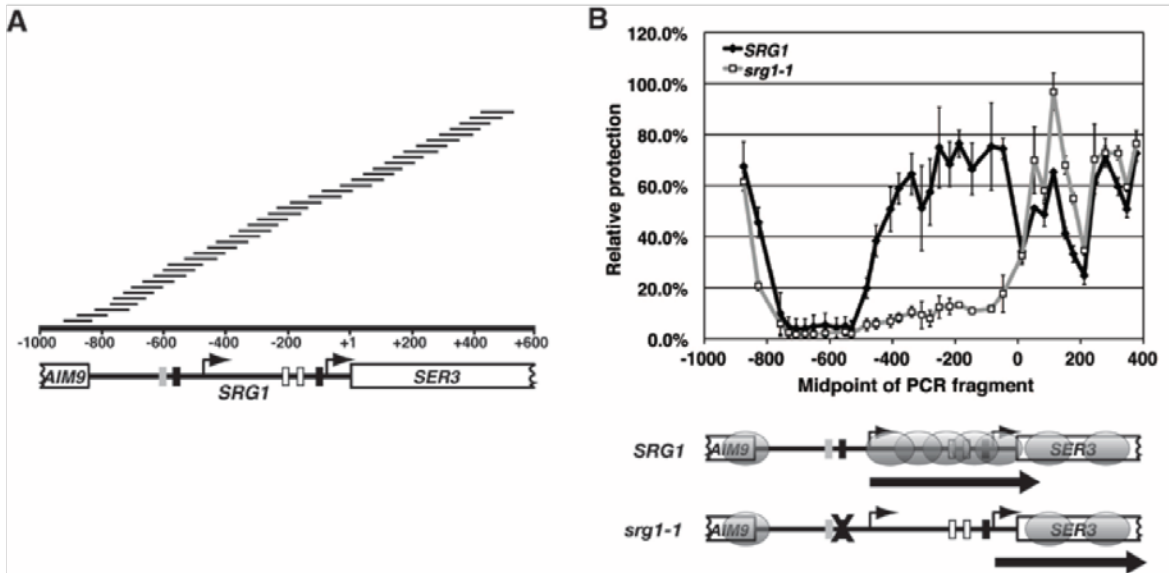 A
-1000 -800 -600 -400 -200 +1 +200 +400 +600
AIM9 SRG1 SER3
B
120.0%
100.0%
80.0%
60.0%
40.0%
20.0%
0.0%
Relative protection
SRG1
srg1-1
-1000 -800 -600 -400 -200 0 200 400
Midpoint of PCR fragment
SRG1 AIM9 SER3
srg1-1 AIM9 X SER3